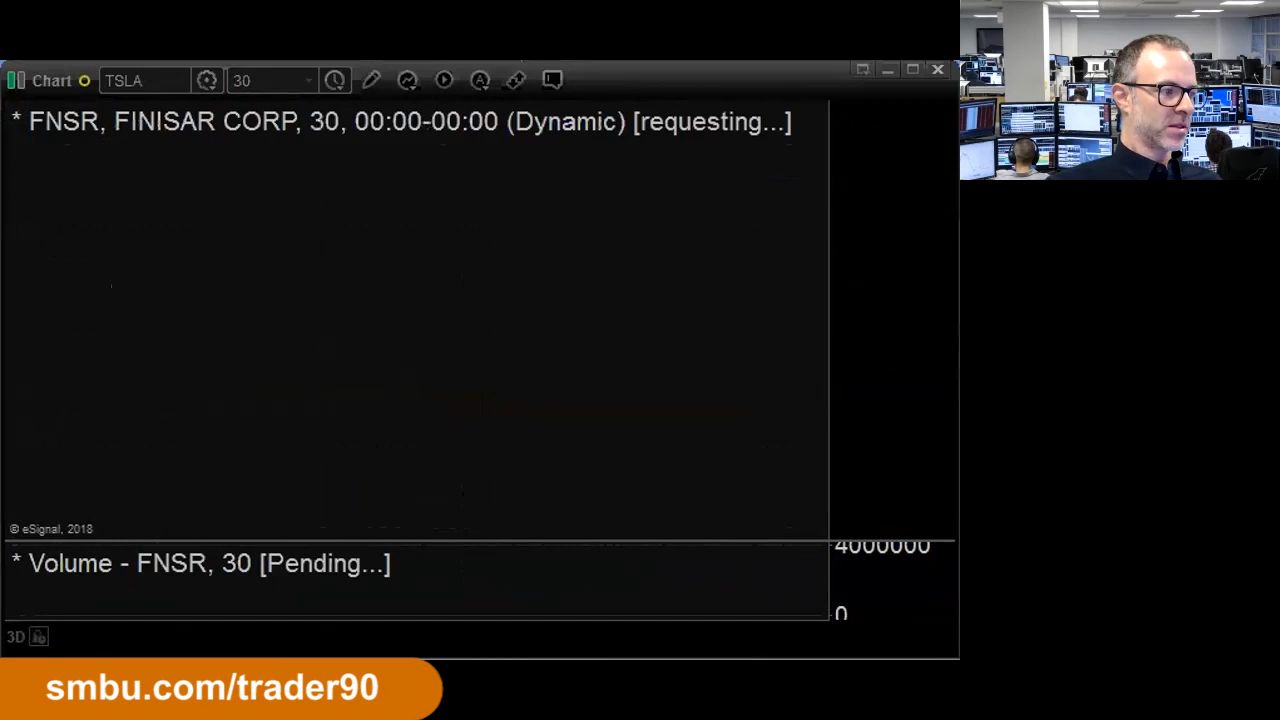 Chart TSLA 30
* FNSR, FINISAR CORP, 30, 00:00-00:00 (Dynamic) [requesting...]
© eSignal, 2018
4000000
* Volume - FNSR, 30 [Pending...]
0
3D
smbu.com/trader90